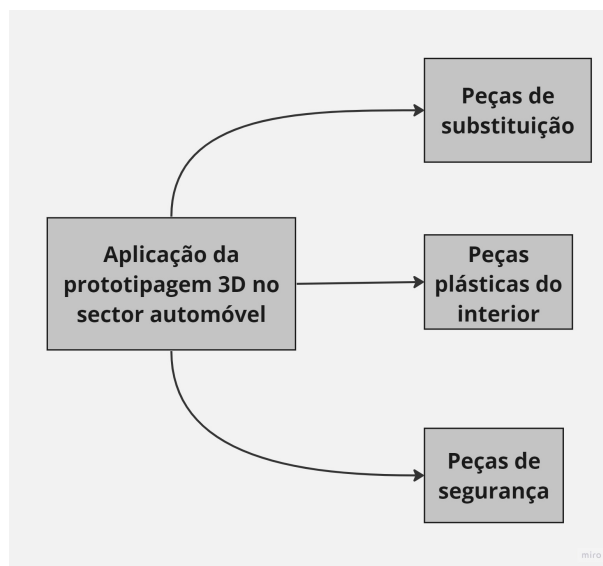 Peças de
substituição
Aplicação da
prototipagem 3D no
sector automóvel
Peças
plásticas do
interior
Peças de
segurança
miro